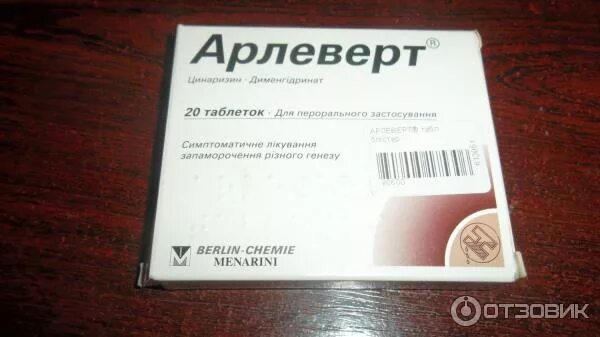 Арлеверт®
Цинаризин · Дименгідринат
20 таблеток · Для перорального застосування
АРЛЕВЕРТ® табл
блістер
Симптоматичне лікування
запаморочення різного генезу
BERLIN-CHEMIE
MENARINI
ОТЗОВИК